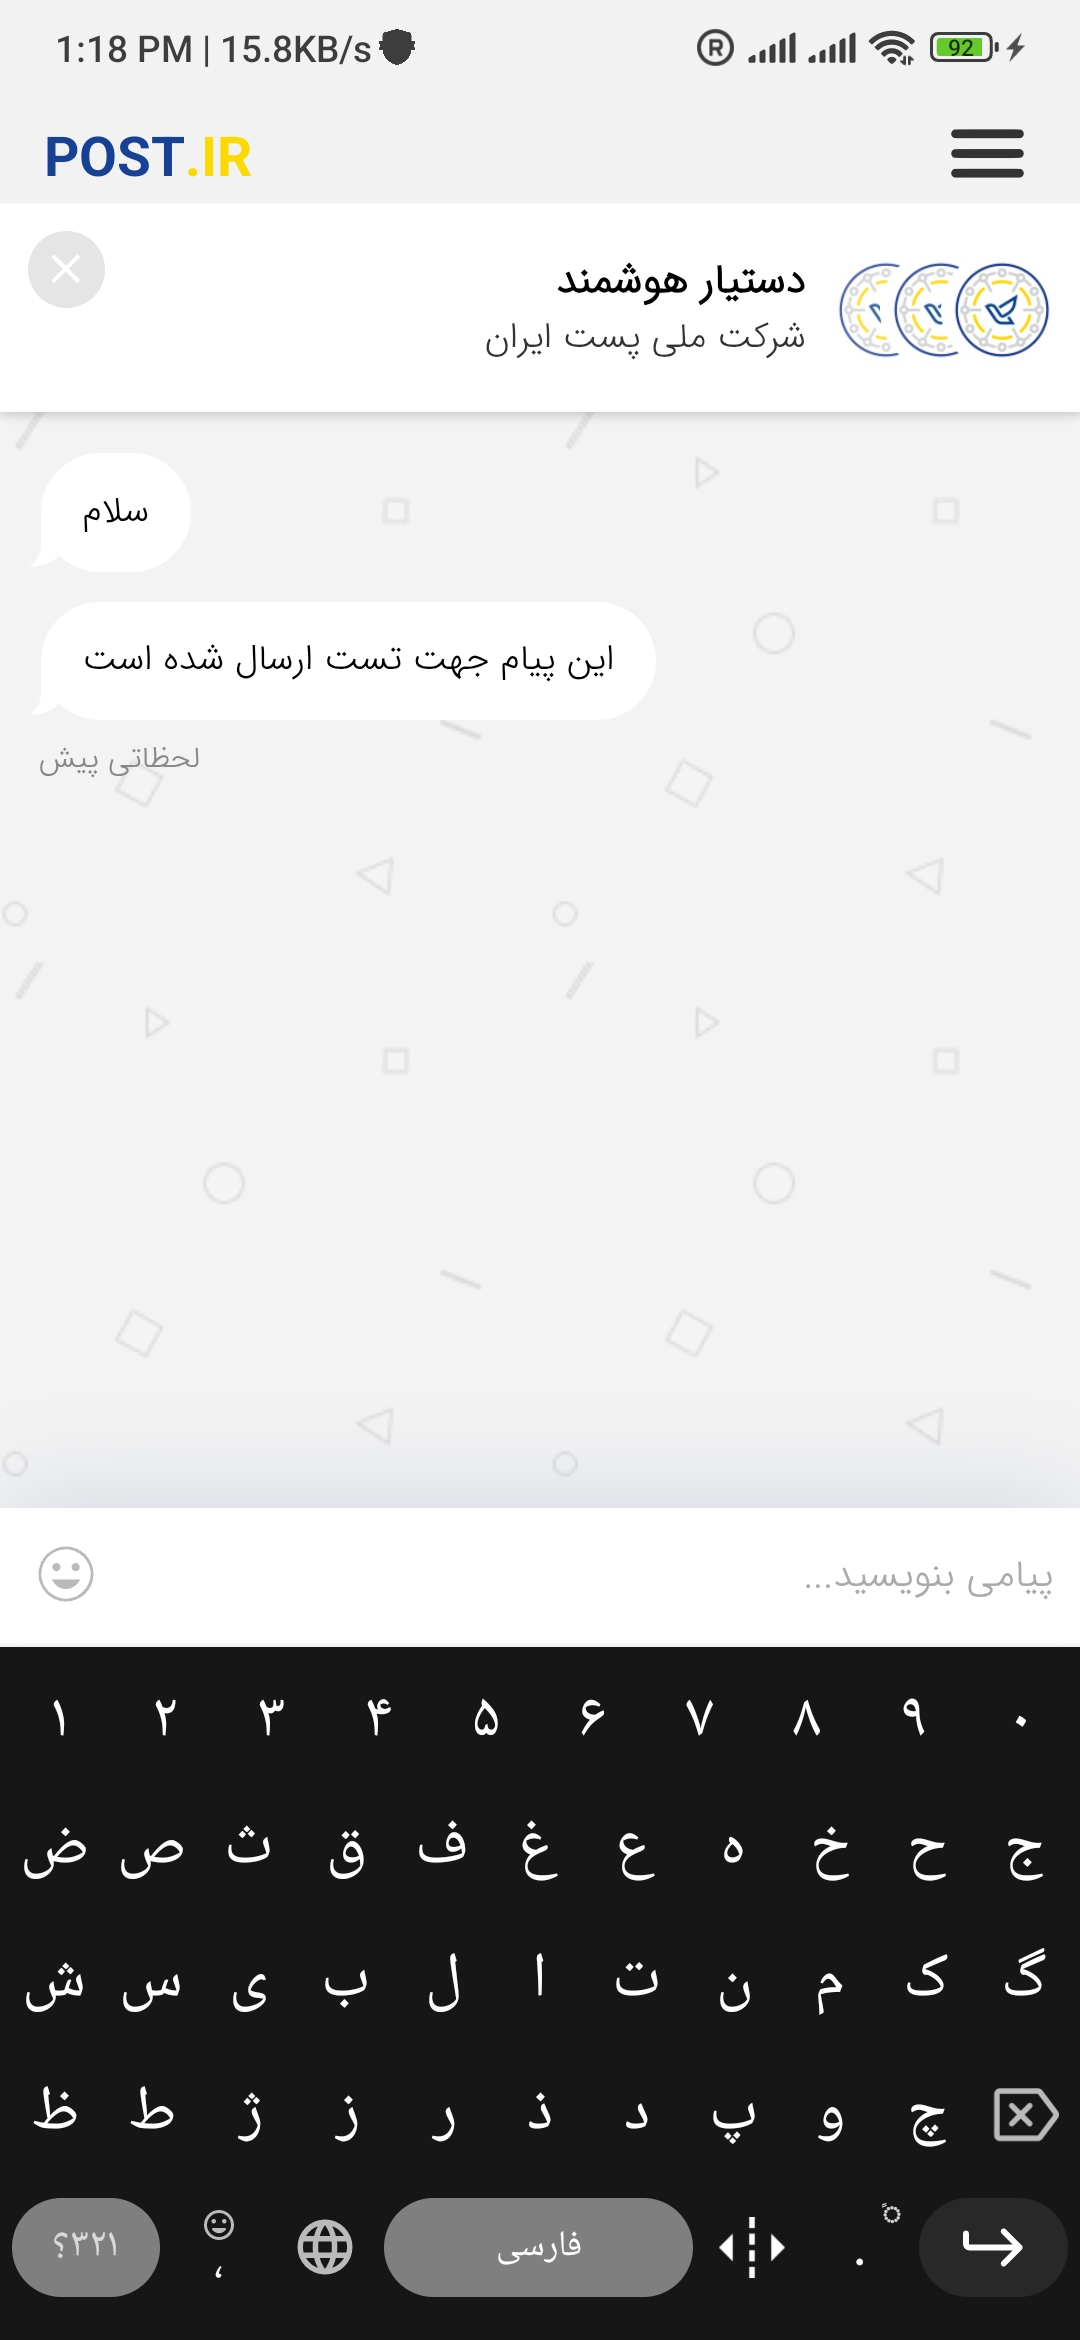 1:18 PM | 15.8KB/s
R
92
POST.IR
دستیار هوشمند
شرکت ملی پست ایران
سلام
این پیام جهت تست ارسال شده است
لحظاتی پیش
پیامی بنویسید...
۱ ۲ ۳ ۴ ۵ ۶ ۷ ۸ ۹ ۰
ض ص ث ق ف غ ع ه خ ح ج
ش س ی ب ل ا ت ن م ک گ
ظ ط ژ ز ر ذ د پ و چ
۳۲۱؟ ، فارسی .